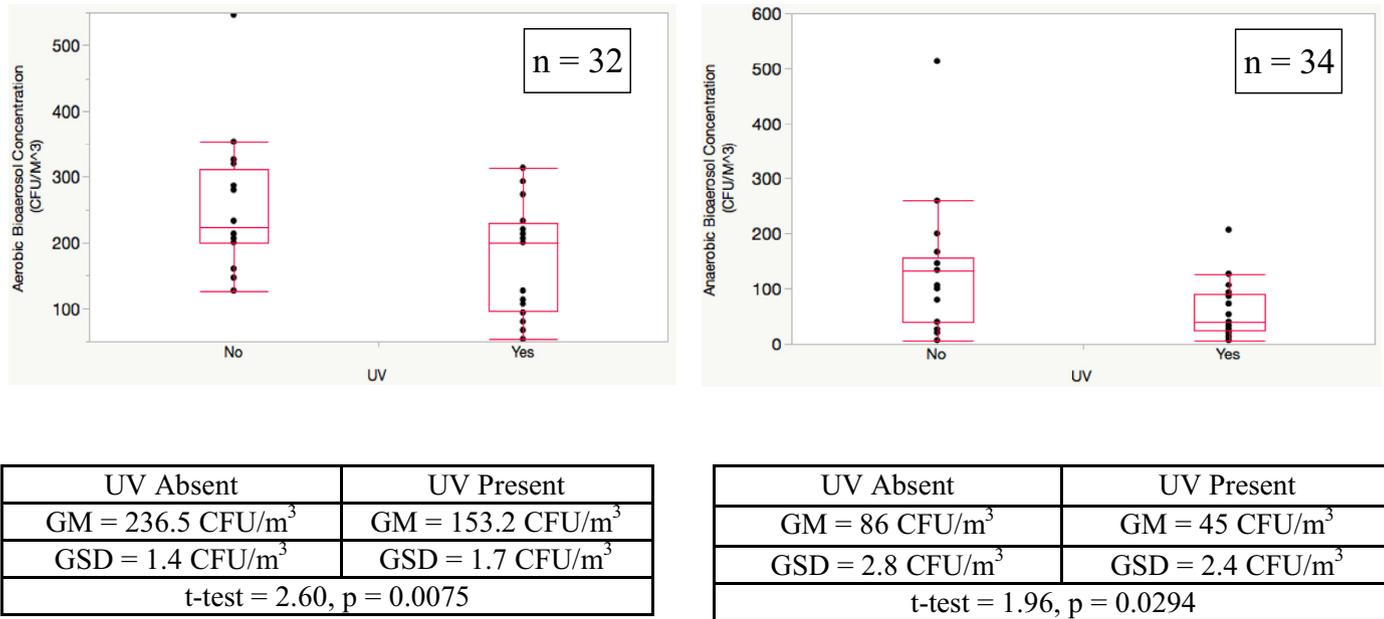 Aerobic Bioaerosol Concentration
(CFU/M^3)
500
400
300
200
100
n = 32
No
Yes
UV
Anaerobic Bioaerosol Concentration
(CFU/M^3)
600
500
400
300
200
100
0
n = 34
No
Yes
UV
UV Absent
UV Present
GM = 236.5 CFU/m³
GM = 153.2 CFU/m³
GSD = 1.4 CFU/m³
GSD = 1.7 CFU/m³
t-test = 2.60, p = 0.0075
UV Absent
UV Present
GM = 86 CFU/m³
GM = 45 CFU/m³
GSD = 2.8 CFU/m³
GSD = 2.4 CFU/m³
t-test = 1.96, p = 0.0294